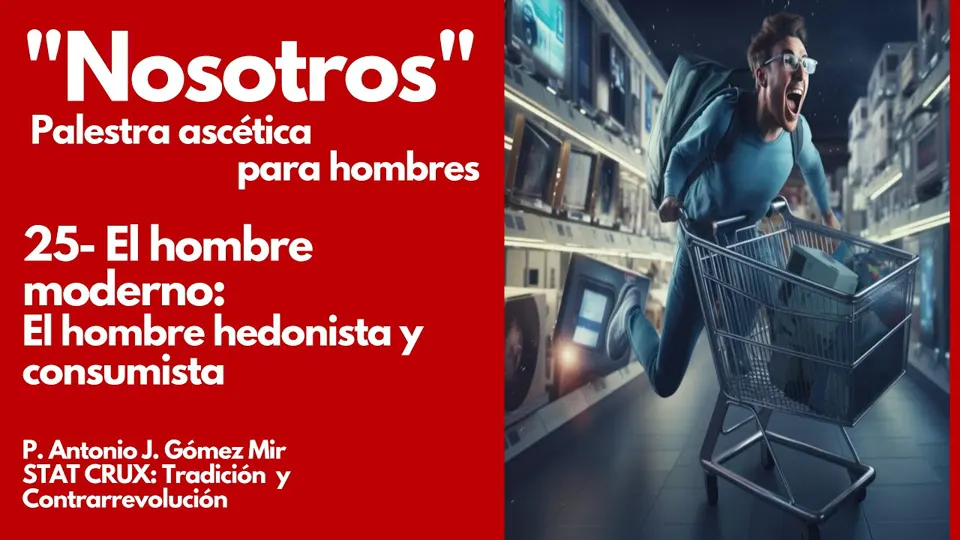 "Nosotros"
Palestra ascética
para hombres
25- El hombre
moderno:
El hombre hedonista y
consumista
P. Antonio J. Gómez Mir
STAT CRUX: Tradición y
Contrarrevolución